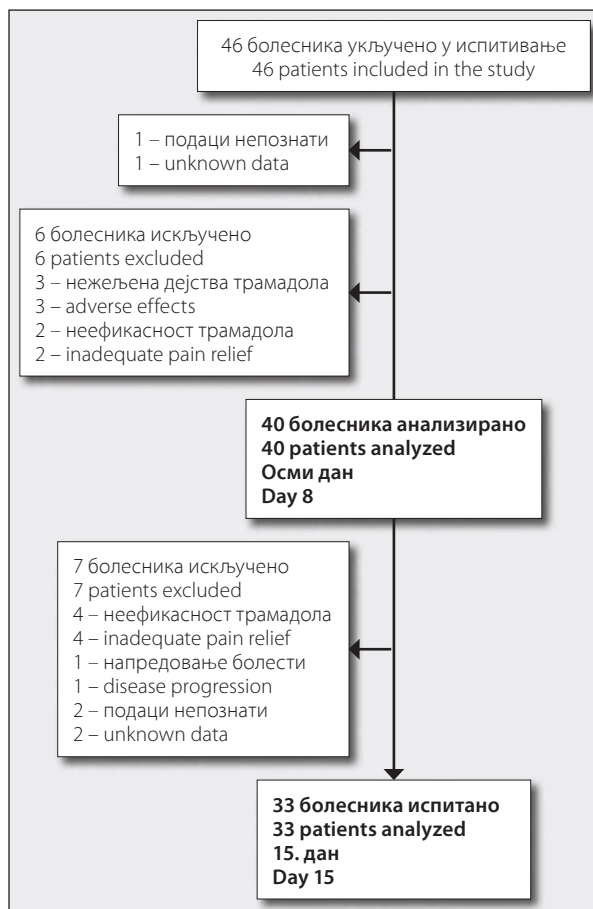 46 болесника укључено у испитивање
46 patients included in the study
1 – подаци непознати
1 – unknown data
6 болесника искључено
6 patients excluded
3 – нежељена дејства трамадола
3 – adverse effects
2 – неефикасност трамадола
2 – inadequate pain relief
40 болесника анализирано
40 patients analyzed
Осми дан
Day 8
7 болесника искључено
7 patients excluded
4 – неефикасност трамадола
4 – inadequate pain relief
1 – напредовање болести
1 – disease progression
2 – подаци непознати
2 – unknown data
33 болесника испитано
33 patients analyzed
15. дан
Day 15